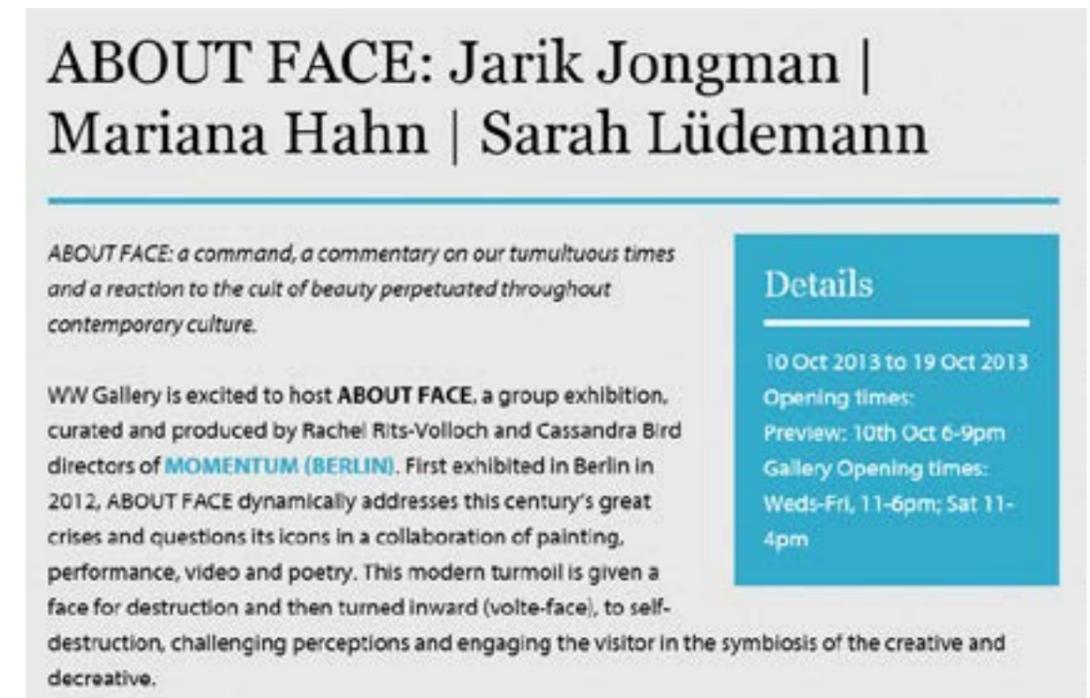 ABOUT FACE: Jarik Jongman |
Mariana Hahn | Sarah Lüdemann
ABOUT FACE: a command, a commentary on our tumultuous times
and a reaction to the cult of beauty perpetuated throughout
contemporary culture.
WW Gallery is excited to host ABOUT FACE, a group exhibition,
curated and produced by Rachel Rits-Volloch and Cassandra Bird
directors of MOMENTUM (BERLIN). First exhibited in Berlin in
2012, ABOUT FACE dynamically addresses this century's great
crises and questions its icons in a collaboration of painting,
performance, video and poetry. This modern turmoil is given a
face for destruction and then turned inward (volte-face), to self-
destruction, challenging perceptions and engaging the visitor in the symbiosis of the creative and
decreative.
Details
10 Oct 2013 to 19 Oct 2013
Opening times:
Preview: 10th Oct 6-9pm
Gallery Opening times:
Weds-Fri, 11-6pm; Sat 11-
4pm